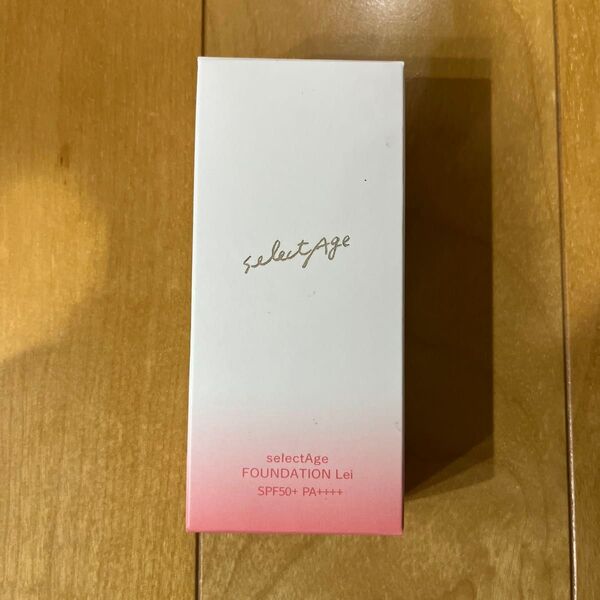 selectAge
selectAge
FOUNDATION Lei
SPF50+ PA++++